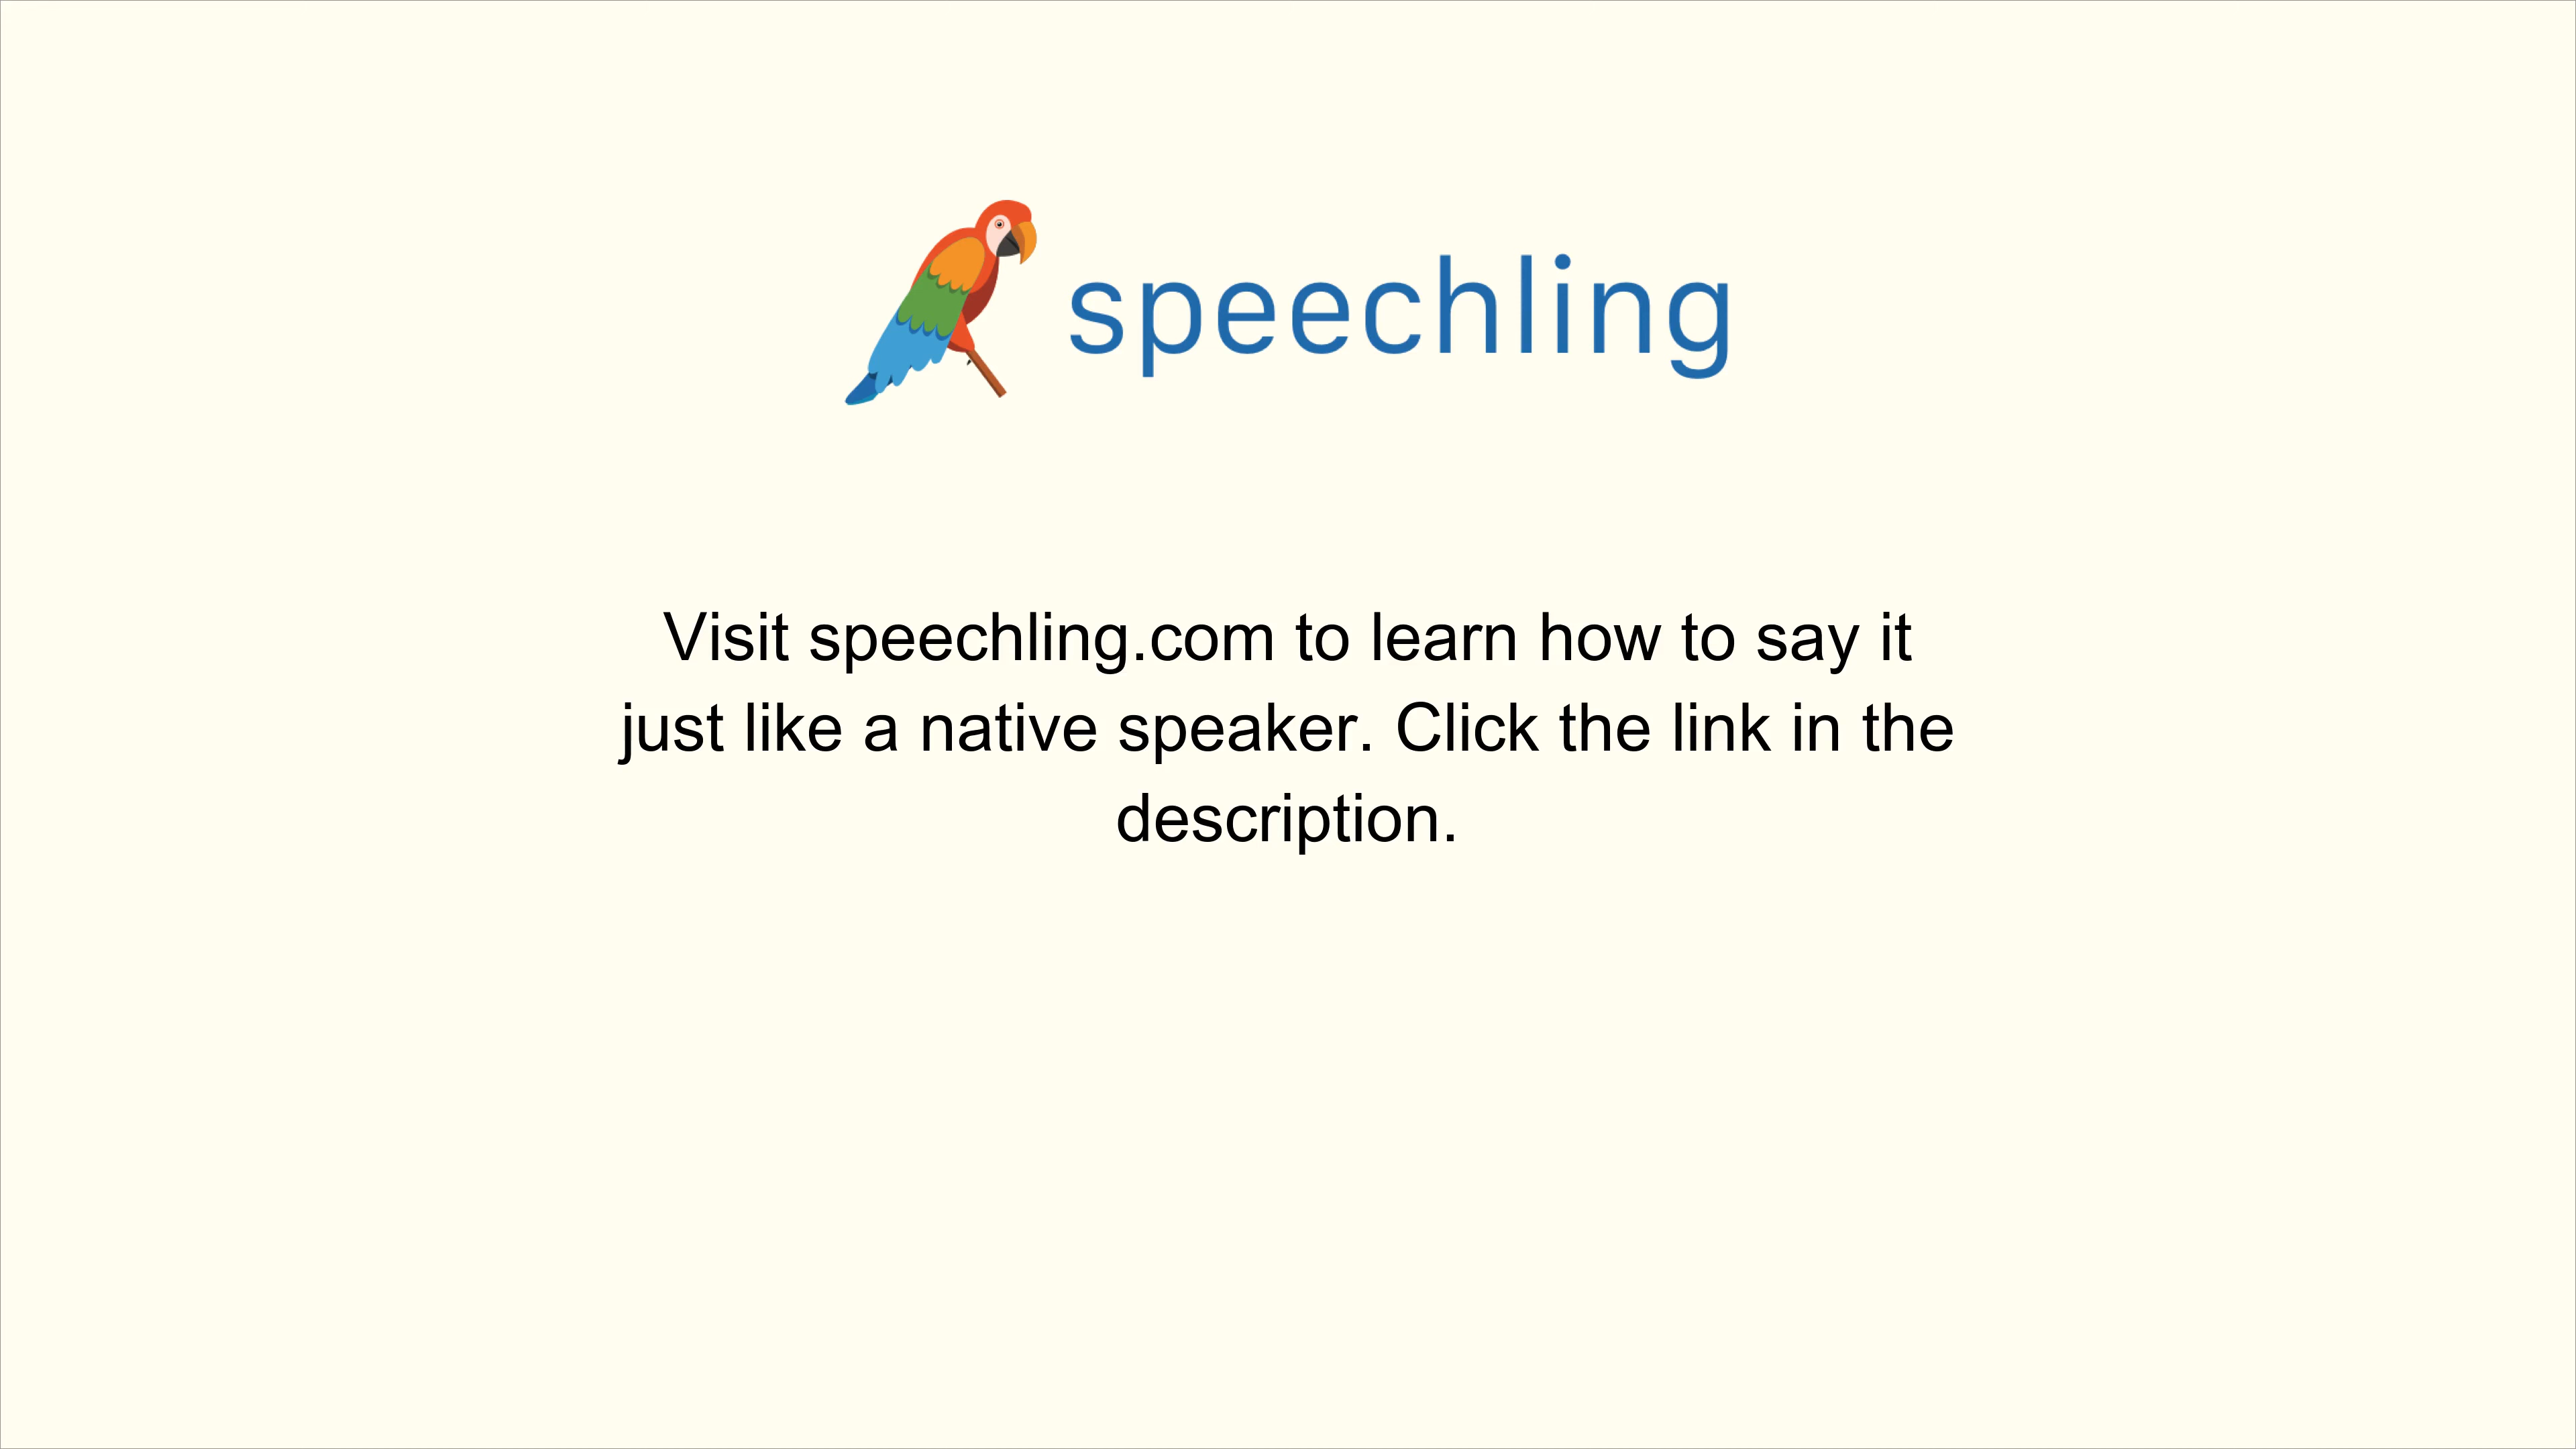 speechling
Visit speechling.com to learn how to say it
just like a native speaker. Click the link in the
description.